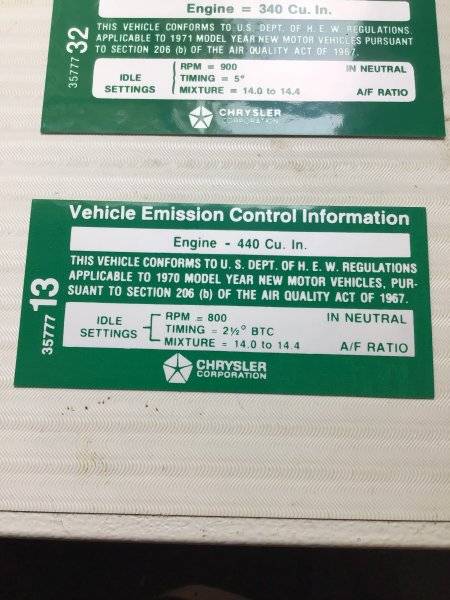 Engine = 340 Cu. In.
THIS VEHICLE CONFORMS TO U.S. DEPT. OF H. E. W. REGULATIONS
APPLICABLE TO 1971 MODEL YEAR NEW MOTOR VEHICLES PURSUANT
TO SECTION 206 (b) OF THE AIR QUALITY ACT OF 1967.
35777 32
IDLE SETTINGS
RPM = 900 IN NEUTRAL
TIMING = 5°
MIXTURE = 14.0 to 14.4 A/F RATIO
CHRYSLER
CORPORATION
Vehicle Emission Control Information
Engine - 440 Cu. In.
THIS VEHICLE CONFORMS TO U. S. DEPT. OF H. E. W. REGULATIONS
APPLICABLE TO 1970 MODEL YEAR NEW MOTOR VEHICLES, PUR-
SUANT TO SECTION 206 (b) OF THE AIR QUALITY ACT OF 1967.
35777 13
IDLE SETTINGS
RPM = 800 IN NEUTRAL
TIMING = 2½° BTC
MIXTURE = 14.0 to 14.4 A/F RATIO
CHRYSLER
CORPORATION